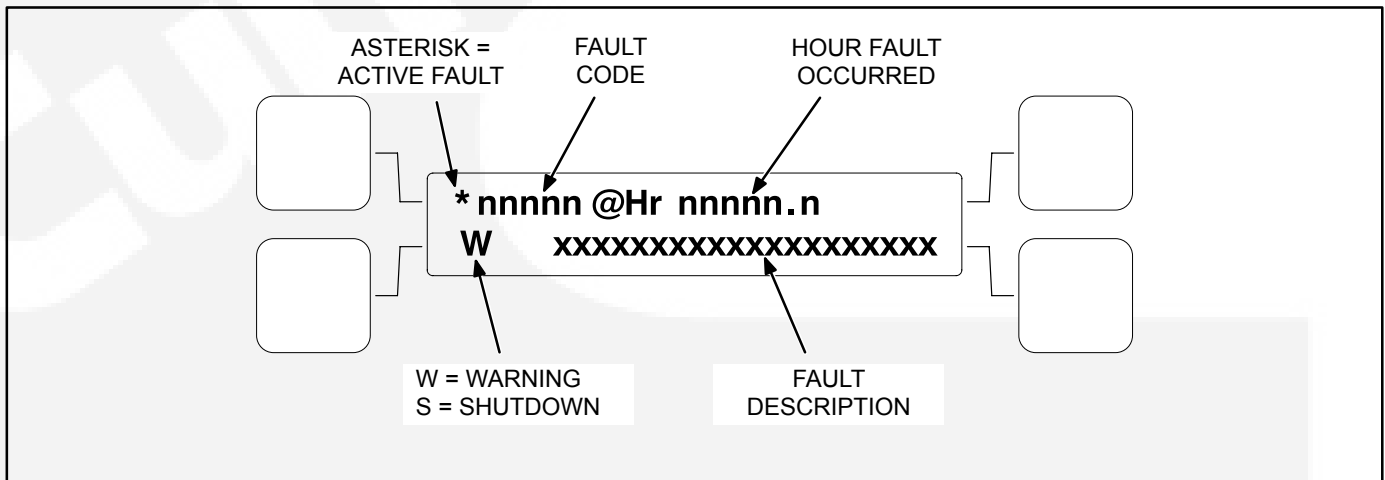 ASTERISK =
ACTIVE FAULT
FAULT
CODE
HOUR FAULT
OCCURRED
* nnnnn @Hr nnnnn.n
W xxxxxxxxxxxxxxxxxxxx
W = WARNING
S = SHUTDOWN
FAULT
DESCRIPTION